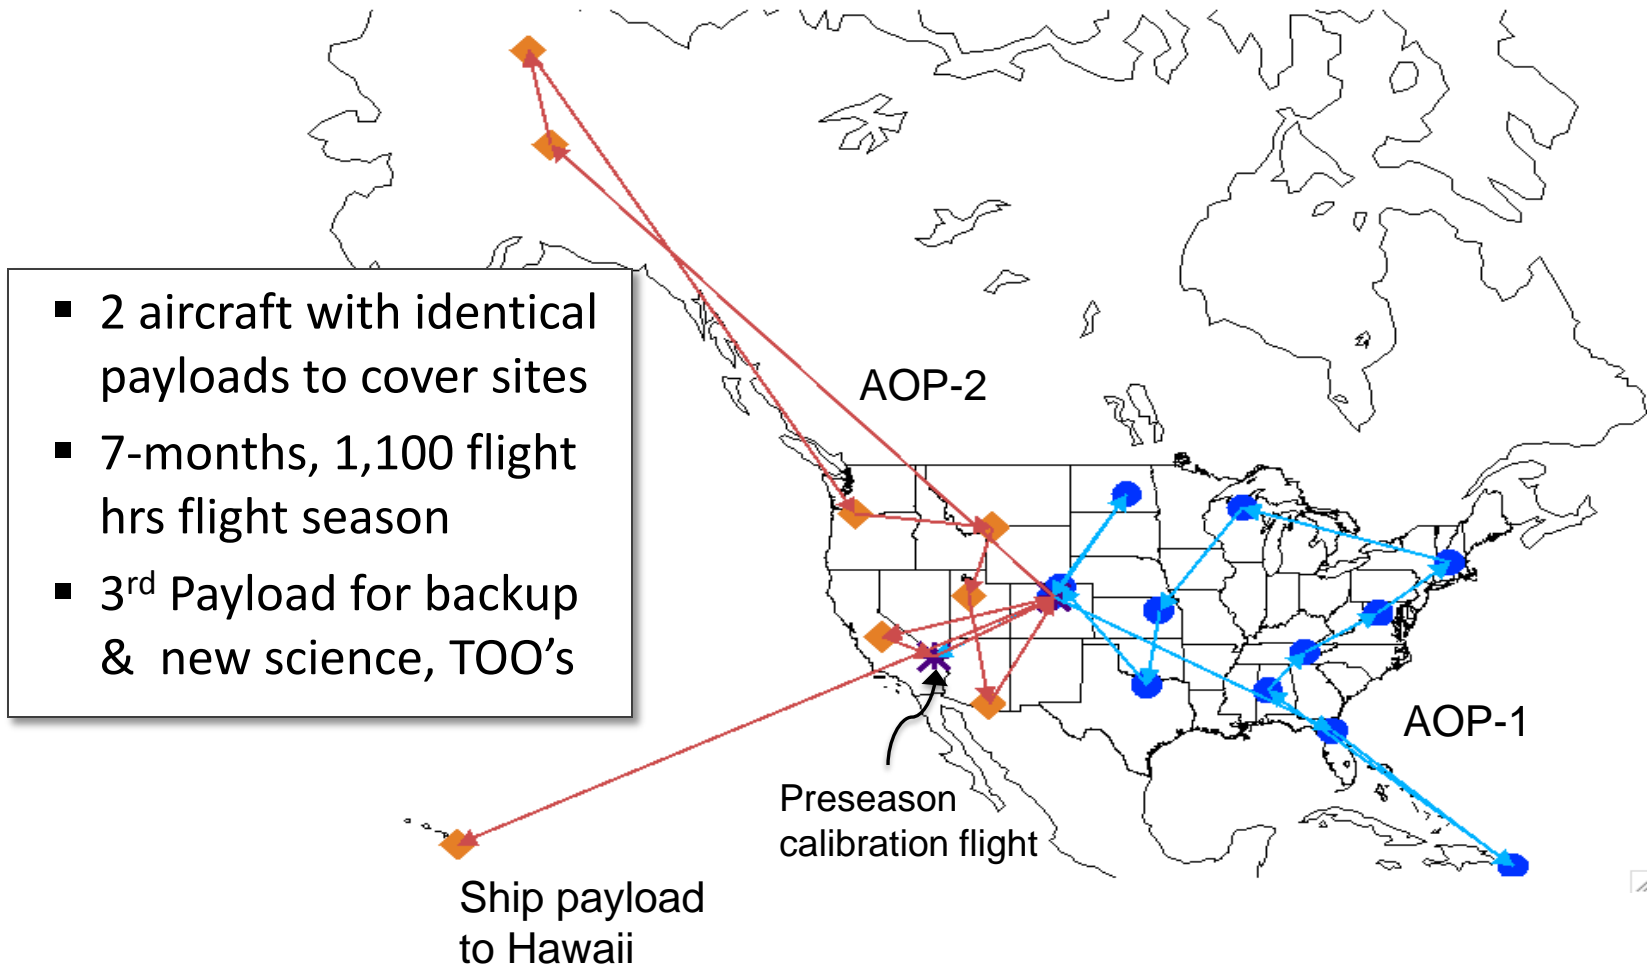 ▪ 2 aircraft with identical
payloads to cover sites
▪ 7-months, 1,100 flight
hrs flight season
▪ 3rd Payload for backup
& new science, TOO’s
AOP-2
AOP-1
Preseason
calibration flight
Ship payload
to Hawaii